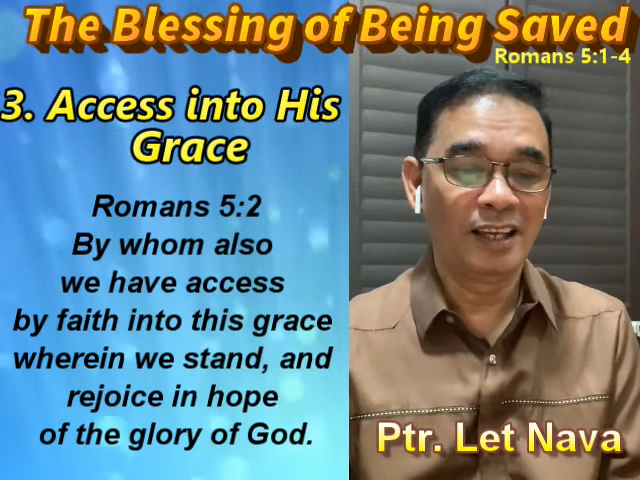 The Blessing of Being Saved
Romans 5:1-4
3. Access into His
Grace
Romans 5:2
By whom also
we have access
by faith into this grace
wherein we stand, and
rejoice in hope
of the glory of God.
Ptr. Let Nava